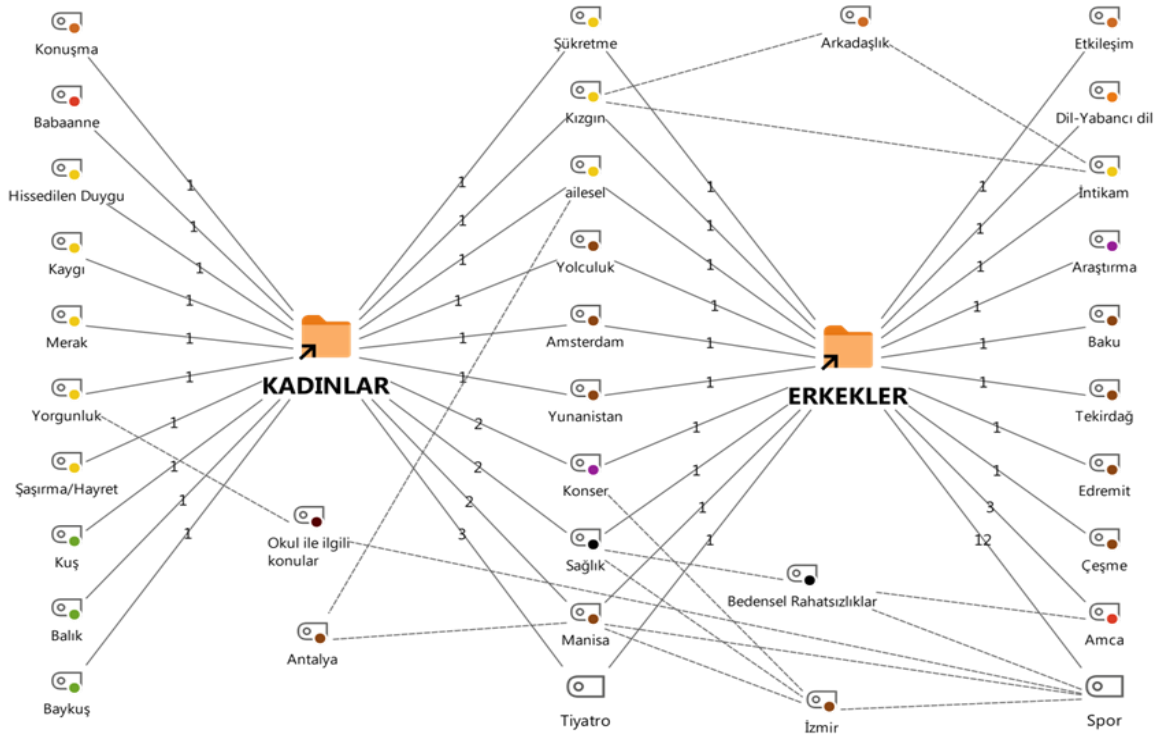 Konuşma
Şükretme
Arkadaşlık
Etkileşim
Babaanne
Kızgın
Dil-Yabancı dil
Hissedilen Duygu
ailesel
İntikam
1
1
1
1
Kaygı
Yolculuk
Araştırma
1
1
1
1
1
1
1
1
1
1
1
1
Merak
Amsterdam
Baku
1
1
1
1
KADINLAR
ERKEKLER
1
1
1
1
Yorgunluk
Yunanistan
Tekirdağ
1
2
1
1
Şaşırma/Hayret
Konser
Edremit
1
2
1
1
1
2
1
3
Kuş
Okul ile ilgili
konular
Sağlık
Çeşme
1
3
1
12
Bedensel Rahatsızlıklar
Balık
Antalya
Manisa
Amca
Baykuş
Tiyatro
İzmir
Spor